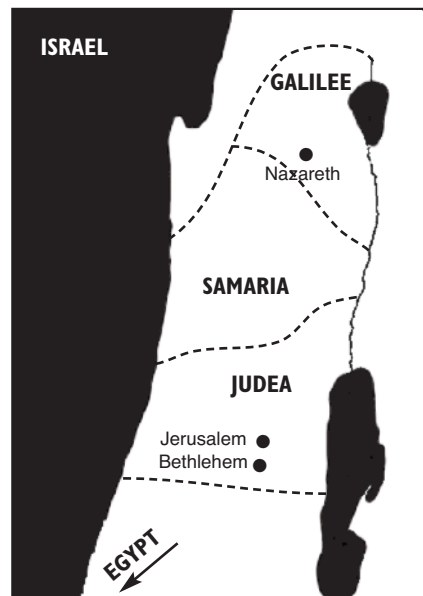 ISRAEL
GALILEE
Nazareth
SAMARIA
JUDEA
Jerusalem
Bethlehem
EGYPT